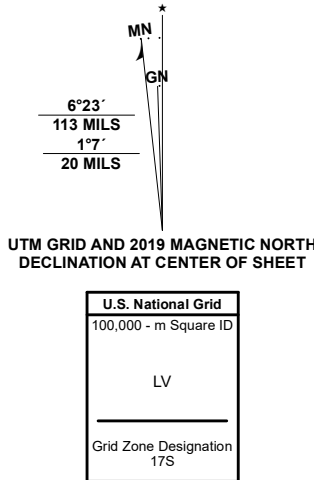 MN
GN
6°23´
113 MILS
1°7´
20 MILS
UTM GRID AND 2019 MAGNETIC NORTH
DECLINATION AT CENTER OF SHEET
U.S. National Grid
100,000 - m Square ID
LV
Grid Zone Designation
17S